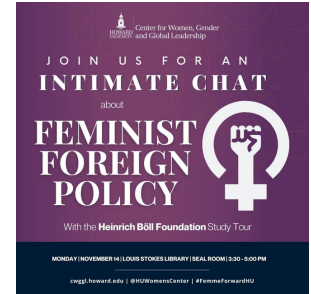 HOWARD
UNIVERSITY
Center for Women, Gender
and Global Leadership
JOIN US FOR AN
INTIMATE CHAT
about
FEMINIST
FOREIGN
POLICY
With the Heinrich Böll Foundation Study Tour
MONDAY | NOVEMBER 14 | LOUIS STOKES LIBRARY | SEAL ROOM | 3:30 - 5:00 PM
cwggl.howard.edu | @HUWomensCenter | #FemmeForwardHU